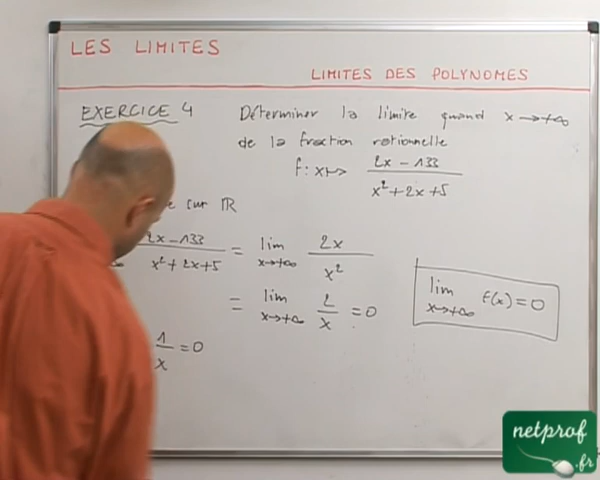 LES LIMITES
LIMITES DES POLYNOMES
EXERCICE 4 Déterminer la limite quand x→+∞
de la fraction rationnelle
f: x↦ 2x − 133 / x² + 2x + 5
sur ℝ
2x − 133 / x² + 2x + 5 = lim x→+∞ 2x / x²
= lim x→+∞ 2 / x = 0
lim x→+∞ f(x) = 0
1 / x = 0
netprof
.fr